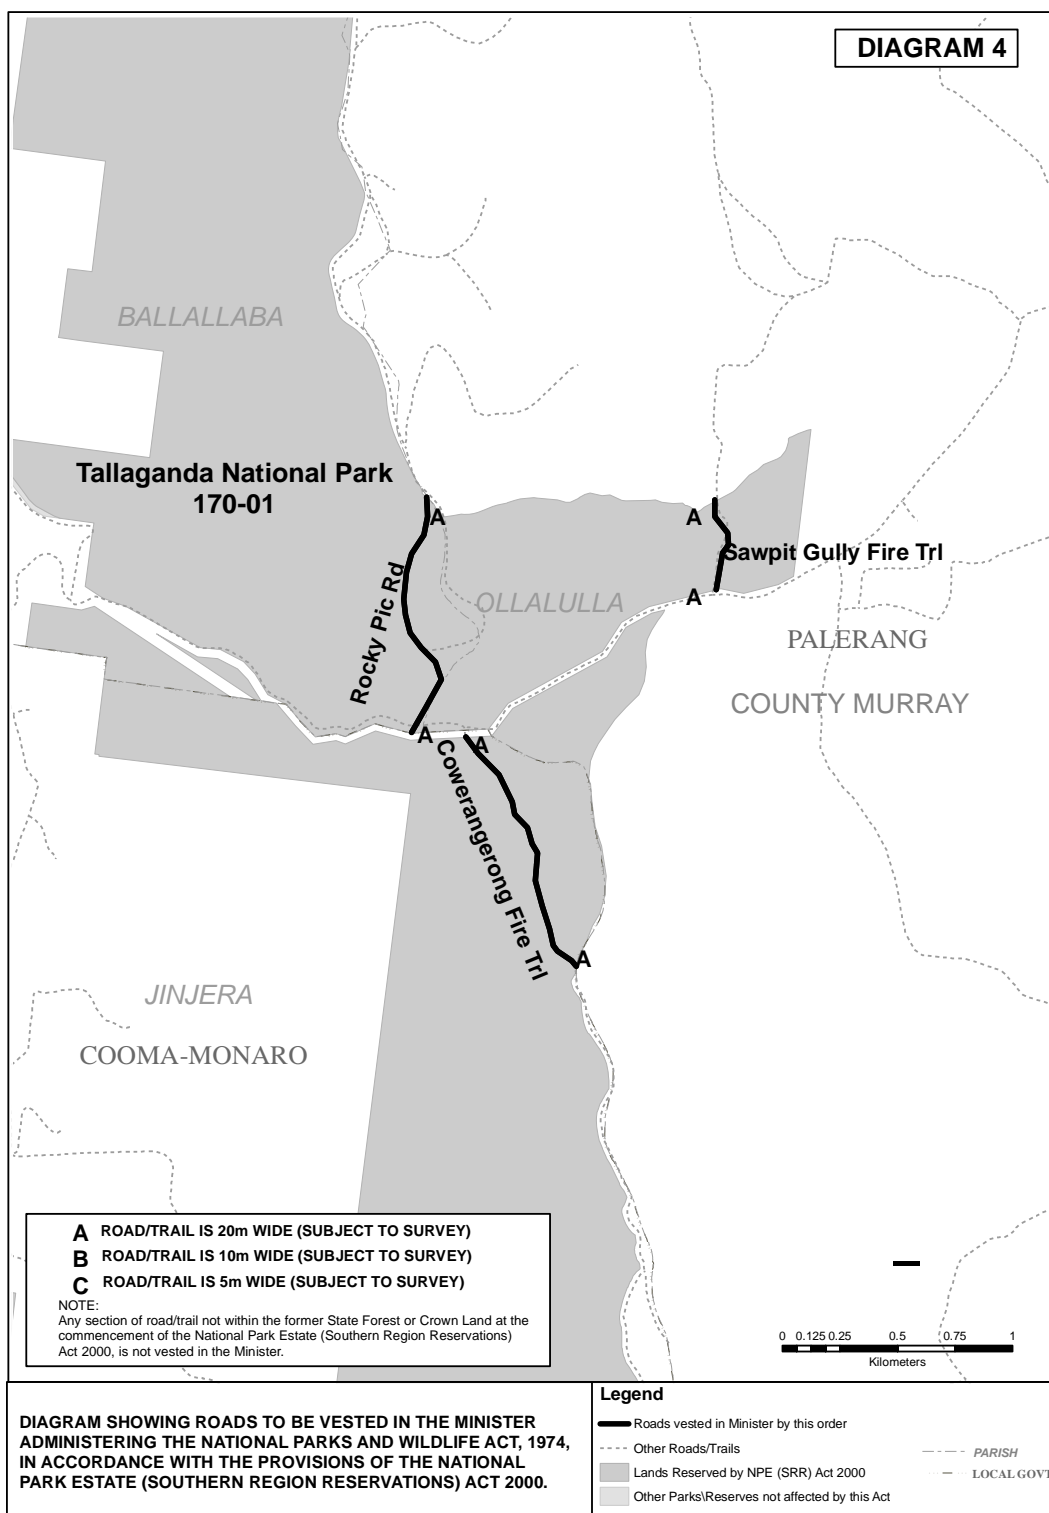 DIAGRAM 4
BALLALLABA
Tallaganda National Park
170-01
A
A
Sawpit Gully Fire Trl
Rocky Pic Rd
OLLALULLA
A
PALERANG
COUNTY MURRAY
A
A
Cowerangerong Fire Trl
A
JINJERA
COOMA-MONARO
A ROAD/TRAIL IS 20m WIDE (SUBJECT TO SURVEY)
B ROAD/TRAIL IS 10m WIDE (SUBJECT TO SURVEY)
C ROAD/TRAIL IS 5m WIDE (SUBJECT TO SURVEY)
NOTE:
Any section of road/trail not within the former State Forest or Crown Land at the
commencement of the National Park Estate (Southern Region Reservations)
Act 2000, is not vested in the Minister.
0 0.125 0.25 0.5 0.75 1
Kilometers
DIAGRAM SHOWING ROADS TO BE VESTED IN THE MINISTER
ADMINISTERING THE NATIONAL PARKS AND WILDLIFE ACT, 1974,
IN ACCORDANCE WITH THE PROVISIONS OF THE NATIONAL
PARK ESTATE (SOUTHERN REGION RESERVATIONS) ACT 2000.
Legend
Roads vested in Minister by this order
Other Roads/Trails
Lands Reserved by NPE (SRR) Act 2000
Other Parks\Reserves not affected by this Act
PARISH
LOCAL GOVT